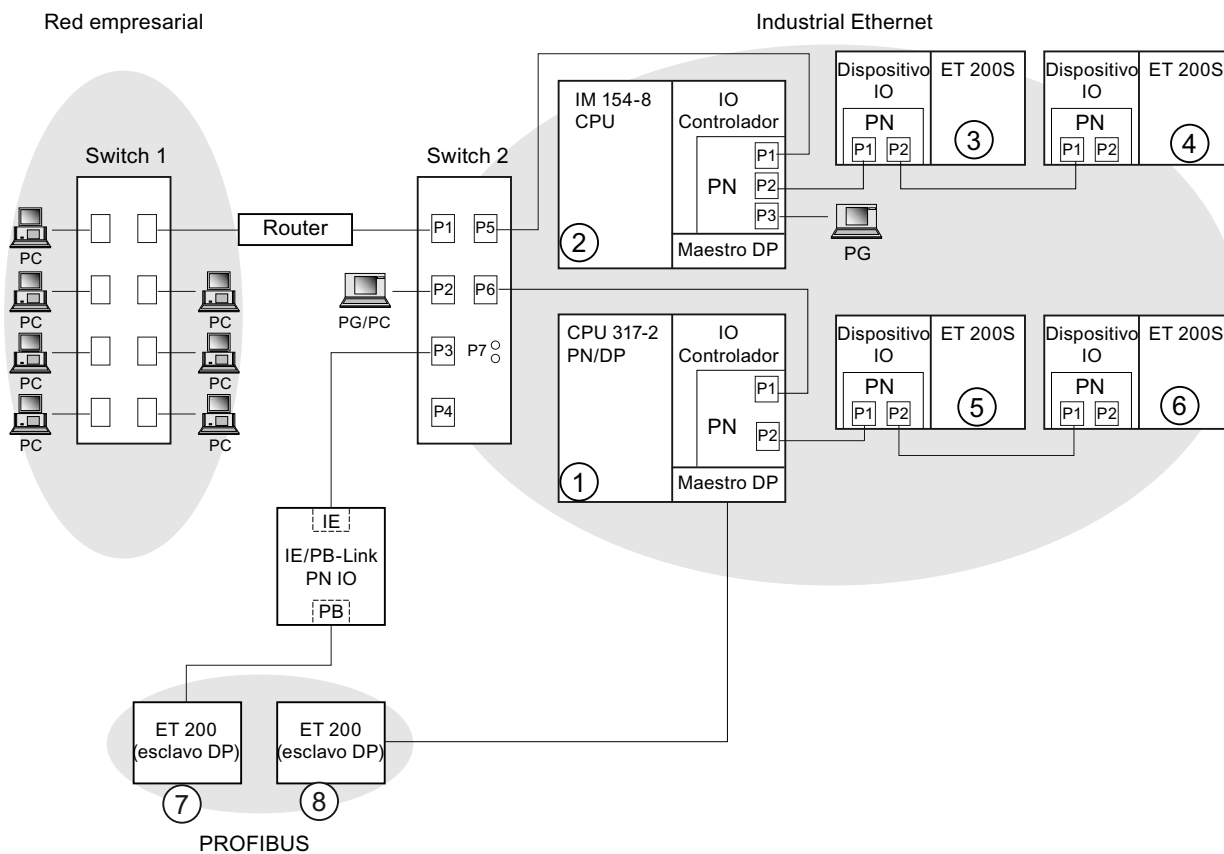 Red empresarial
Industrial Ethernet
Switch 1
PC
PC
PC
PC
PC
PC
PC
Router
Switch 2
P1
P5
P2
P6
P3
P7
P4
PG/PC
IM 154-8
CPU
IO
Controlador
PN
P1
P2
P3
Maestro DP
2
PG
Dispositivo
IO
ET 200S
PN
P1
P2
3
Dispositivo
IO
ET 200S
PN
P1
P2
4
CPU 317-2
PN/DP
IO
Controlador
PN
P1
P2
Maestro DP
1
Dispositivo
IO
ET 200S
PN
P1
P2
5
Dispositivo
IO
ET 200S
PN
P1
P2
6
IE
IE/PB-Link
PN IO
PB
ET 200
(esclavo DP)
7
ET 200
(esclavo DP)
8
PROFIBUS